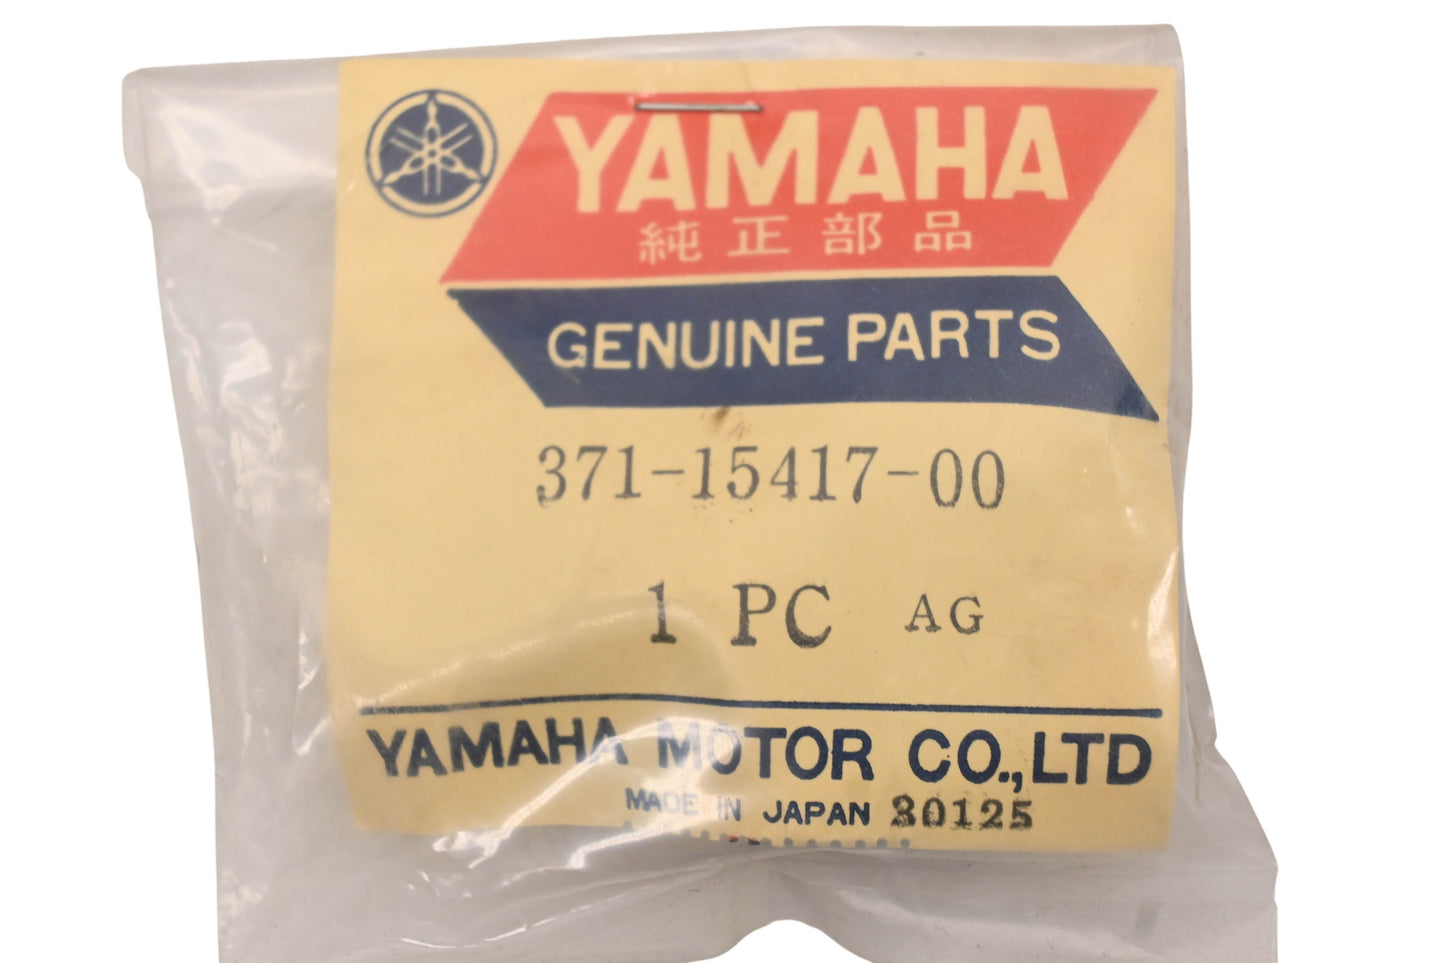 YAMAHA
純正部品
GENUINE PARTS
371-15417-00
1 PC AG
YAMAHA MOTOR CO.,LTD
MADE IN JAPAN 30125